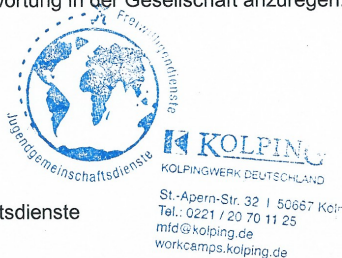 wortung in der Gesellschaft anzuregen.
Freiwilligendienste
Jugendgemeinschaftsdienste
KOLPING
KOLPINGWERK DEUTSCHLAND
St.-Apern-Str. 32 | 50667 Köln
Tel.: 0221 / 20 70 11 25
mfd@kolping.de
workcamps.kolping.de
tsdienste